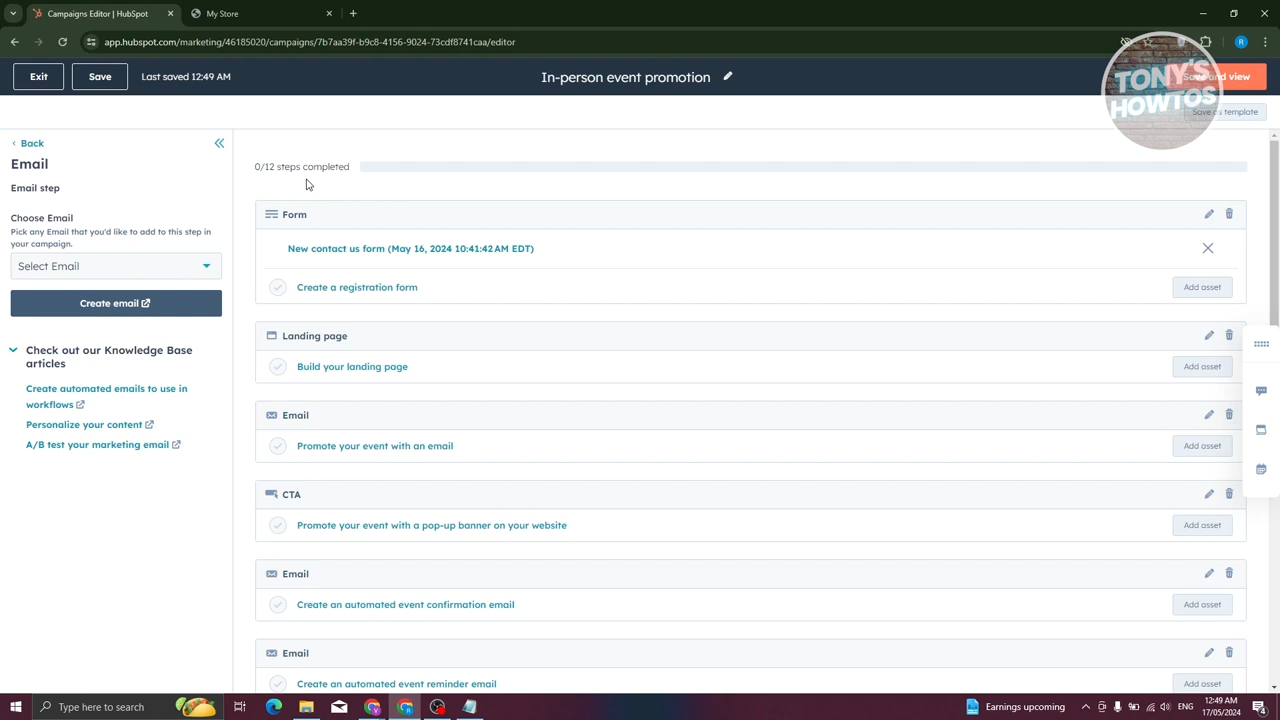 Campaigns Editor | HubSpot
My Store
app.hubspot.com/marketing/46185020/campaigns/7b7aa39f-b9c8-4156-9024-73cdf8741caa/editor
R
Exit
Save
Last saved 12:49 AM
In-person event promotion
Save and view
TONY'S
HOWTOS
Save as template
Back
Email
Email step
Choose Email
Pick any Email that you'd like to add to this step in
your campaign.
Select Email
Create email
Check out our Knowledge Base
articles
Create automated emails to use in
workflows
Personalize your content
A/B test your marketing email
0/12 steps completed
Form
New contact us form (May 16, 2024 10:41:42 AM EDT)
Create a registration form
Add asset
Landing page
Build your landing page
Add asset
Email
Promote your event with an email
Add asset
CTA
Promote your event with a pop-up banner on your website
Add asset
Email
Create an automated event confirmation email
Add asset
Email
Create an automated event reminder email
Add asset
Type here to search
Earnings upcoming
ENG
12:49 AM
17/05/2024
4